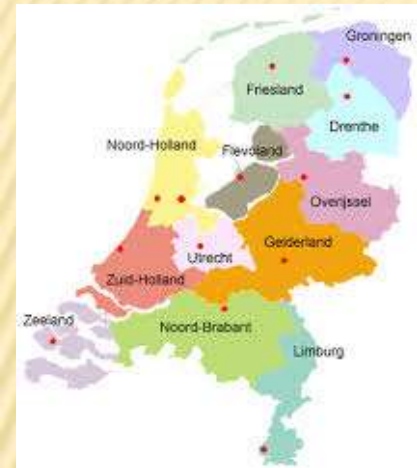 Groningen
Friesland
Drenthe
Noord-Holland
Flevoland
Overijssel
Gelderland
Utrecht
Zuid-Holland
Zeeland
Noord-Brabant
Limburg